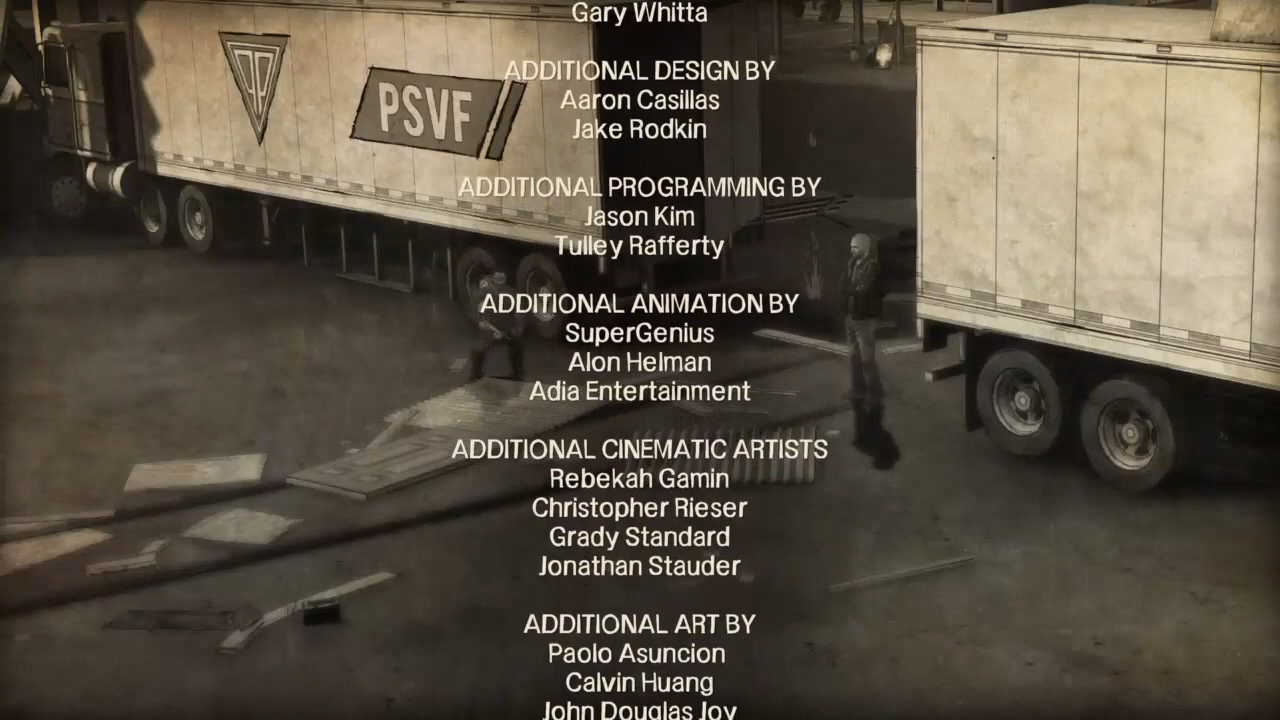 Gary Whitta
ADDITIONAL DESIGN BY
Aaron Casillas
Jake Rodkin
PSVF
ADDITIONAL PROGRAMMING BY
Jason Kim
Tulley Rafferty
ADDITIONAL ANIMATION BY
SuperGenius
Alon Helman
Adia Entertainment
ADDITIONAL CINEMATIC ARTISTS
Rebekah Gamin
Christopher Rieser
Grady Standard
Jonathan Stauder
ADDITIONAL ART BY
Paolo Asuncion
Calvin Huang
John Douglas Joy